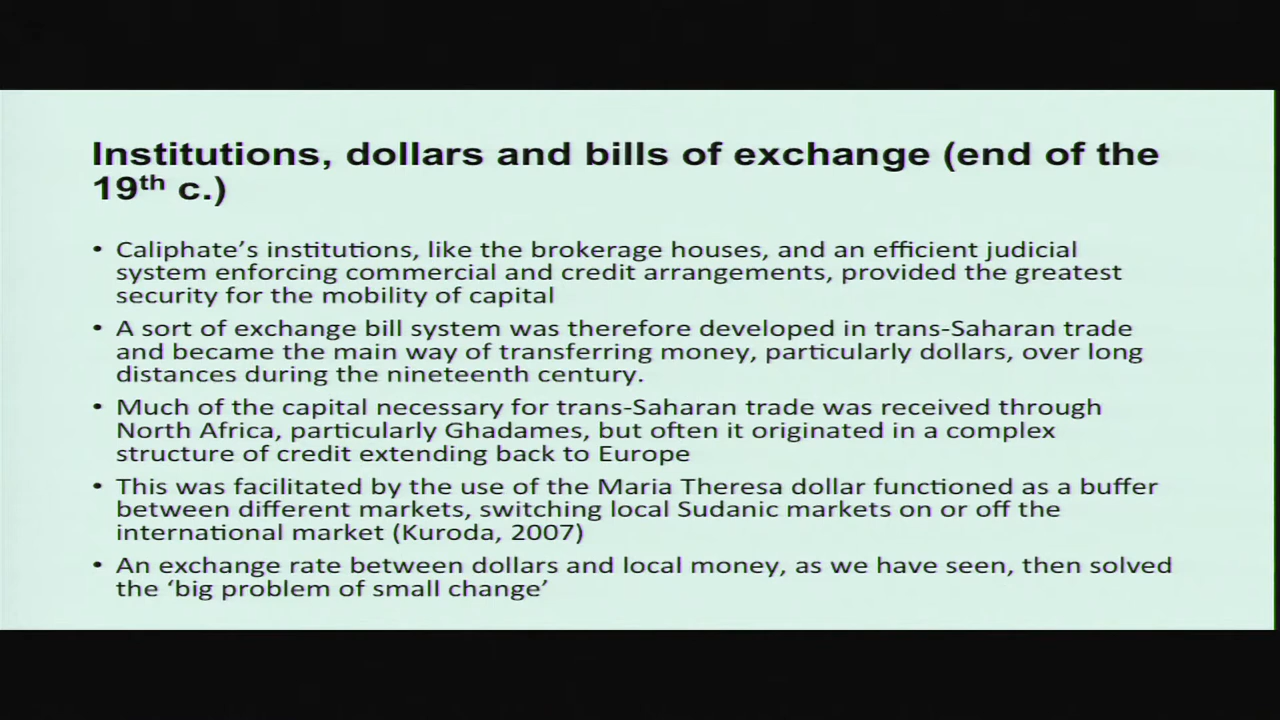 Institutions, dollars and bills of exchange (end of the
19th c.)
• Caliphate’s institutions, like the brokerage houses, and an efficient judicial
system enforcing commercial and credit arrangements, provided the greatest
security for the mobility of capital
• A sort of exchange bill system was therefore developed in trans-Saharan trade
and became the main way of transferring money, particularly dollars, over long
distances during the nineteenth century.
• Much of the capital necessary for trans-Saharan trade was received through
North Africa, particularly Ghadames, but often it originated in a complex
structure of credit extending back to Europe
• This was facilitated by the use of the Maria Theresa dollar functioned as a buffer
between different markets, switching local Sudanic markets on or off the
international market (Kuroda, 2007)
• An exchange rate between dollars and local money, as we have seen, then solved
the ‘big problem of small change’